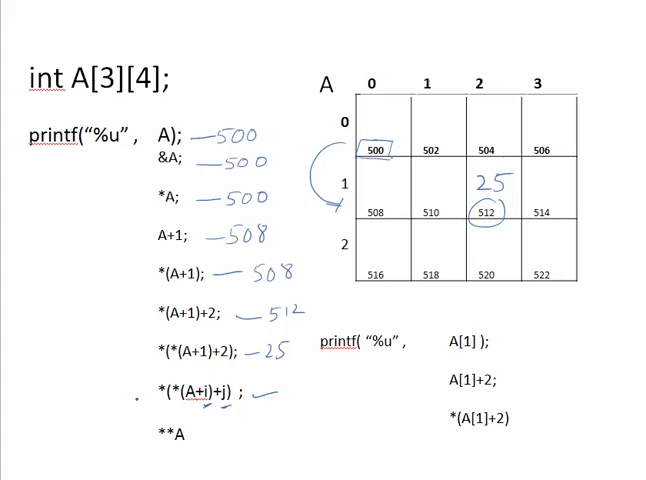 int A[3][4];
printf("%u" , A); —500
&A; —500
*A; —500
A+1; —508
*(A+1); — 508
*(A+1)+2; — 512
*(*(A+1)+2); —25
*(*(A+i)+j) ;
**A
A 0 1 2 3
0
500 502 504 506
1 25
508 510 512 514
2
516 518 520 522
printf( "%u" , A[1] );
A[1]+2;
*(A[1]+2)